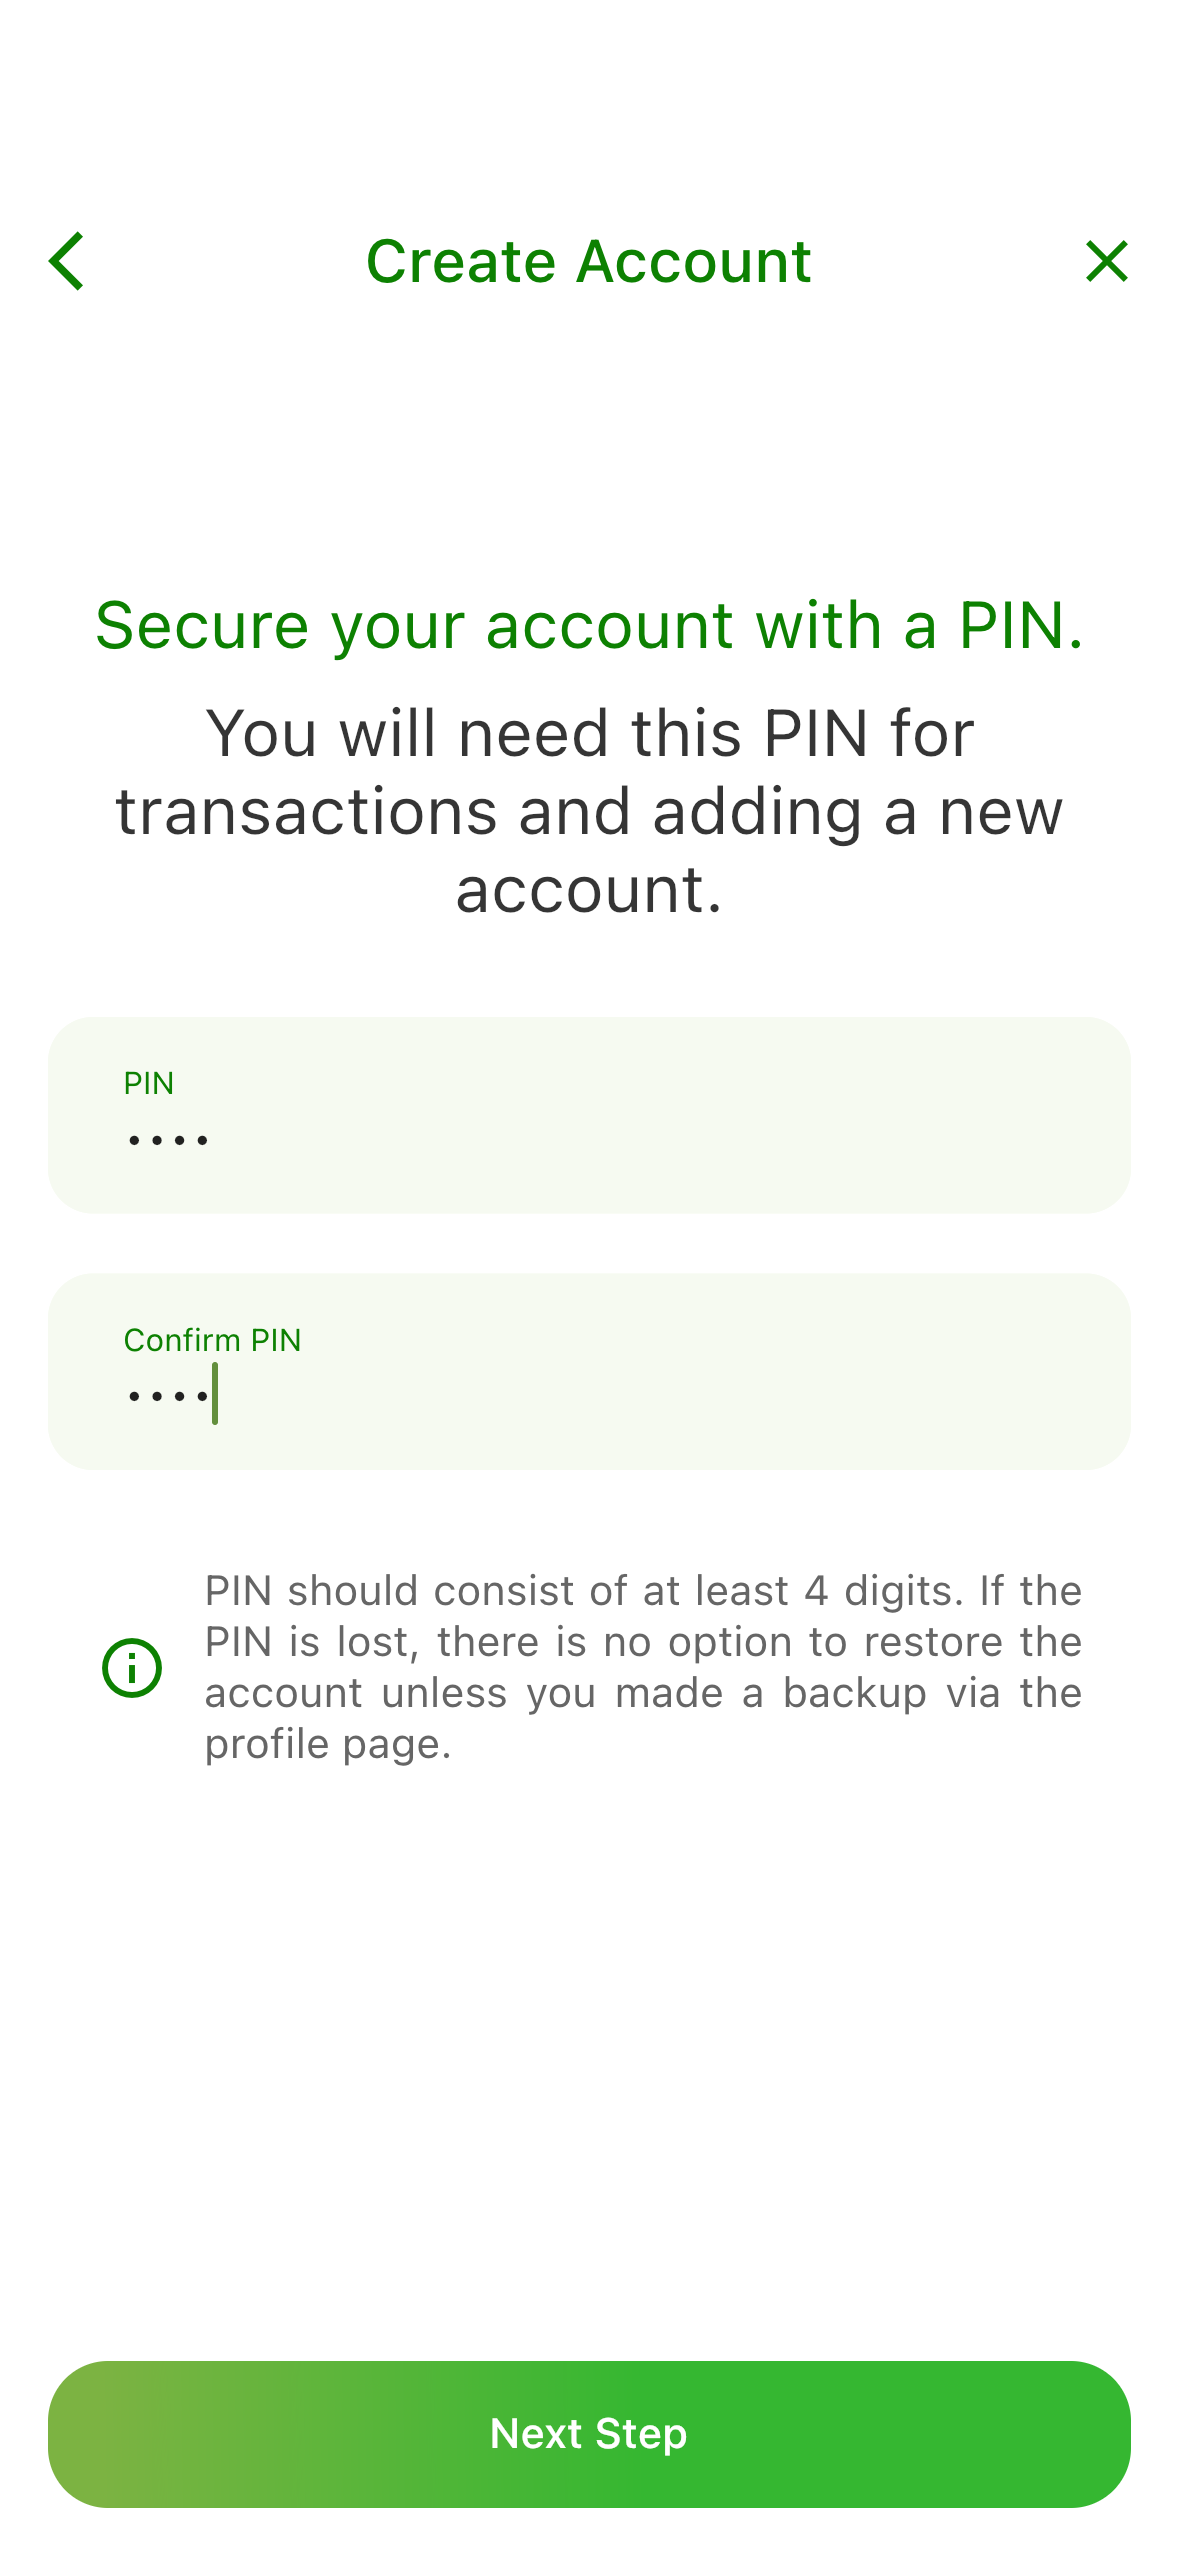 Create Account
Secure your account with a PIN.
You will need this PIN for
transactions and adding a new
account.
PIN
••••
Confirm PIN
••••
PIN should consist of at least 4 digits. If the
PIN is lost, there is no option to restore the
account unless you made a backup via the
profile page.
Next Step